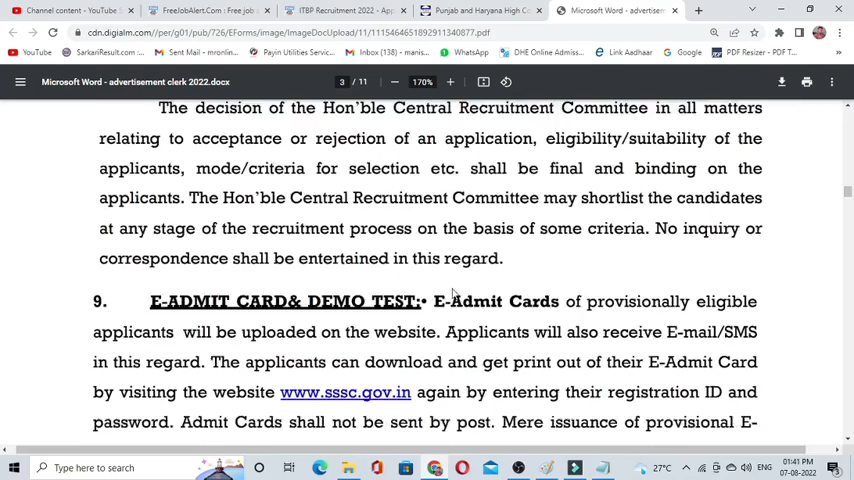 Channel content - YouTube S
FreeJobAlert.Com : Free job
ITBP Recruitment 2022 - App
Punjab and Haryana High Co
Microsoft Word - advertisemen
cdn.digialm.com/per/g01/pub/726/EForms/image/ImageDocUpload/11/1115464651892911340877.pdf
YouTube
SarkariResult.com :...
Sent Mail - mronline...
Payin Utilities Servic...
Inbox (138) - manis...
WhatsApp
DHE Online Admiss...
Link Aadhaar
Google
PDF Resizer - The O...
PDF
Microsoft Word - advertisement clerk 2022.docx
3 / 11
170%
The decision of the Hon'ble Central Recruitment Committee in all matters
relating to acceptance or rejection of an application, eligibility/suitability of the
applicants, mode/criteria for selection etc. shall be final and binding on the
applicants. The Hon'ble Central Recruitment Committee may shortlist the candidates
at any stage of the recruitment process on the basis of some criteria. No inquiry or
correspondence shall be entertained in this regard.
9. E-ADMIT CARD& DEMO TEST:• E-Admit Cards of provisionally eligible
applicants will be uploaded on the website. Applicants will also receive E-mail/SMS
in this regard. The applicants can download and get print out of their E-Admit Card
by visiting the website www.sssc.gov.in again by entering their registration ID and
password. Admit Cards shall not be sent by post. Mere issuance of provisional E-
Type here to search
27°C
ENG
01:41 PM
07-08-2022
3